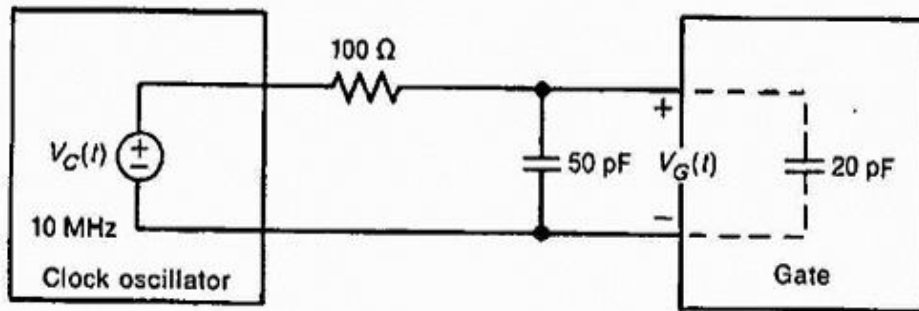 100 Ω
V_C(t)
+
−
10 MHz
Clock oscillator
50 pF
+
V_G(t)
−
20 pF
Gate